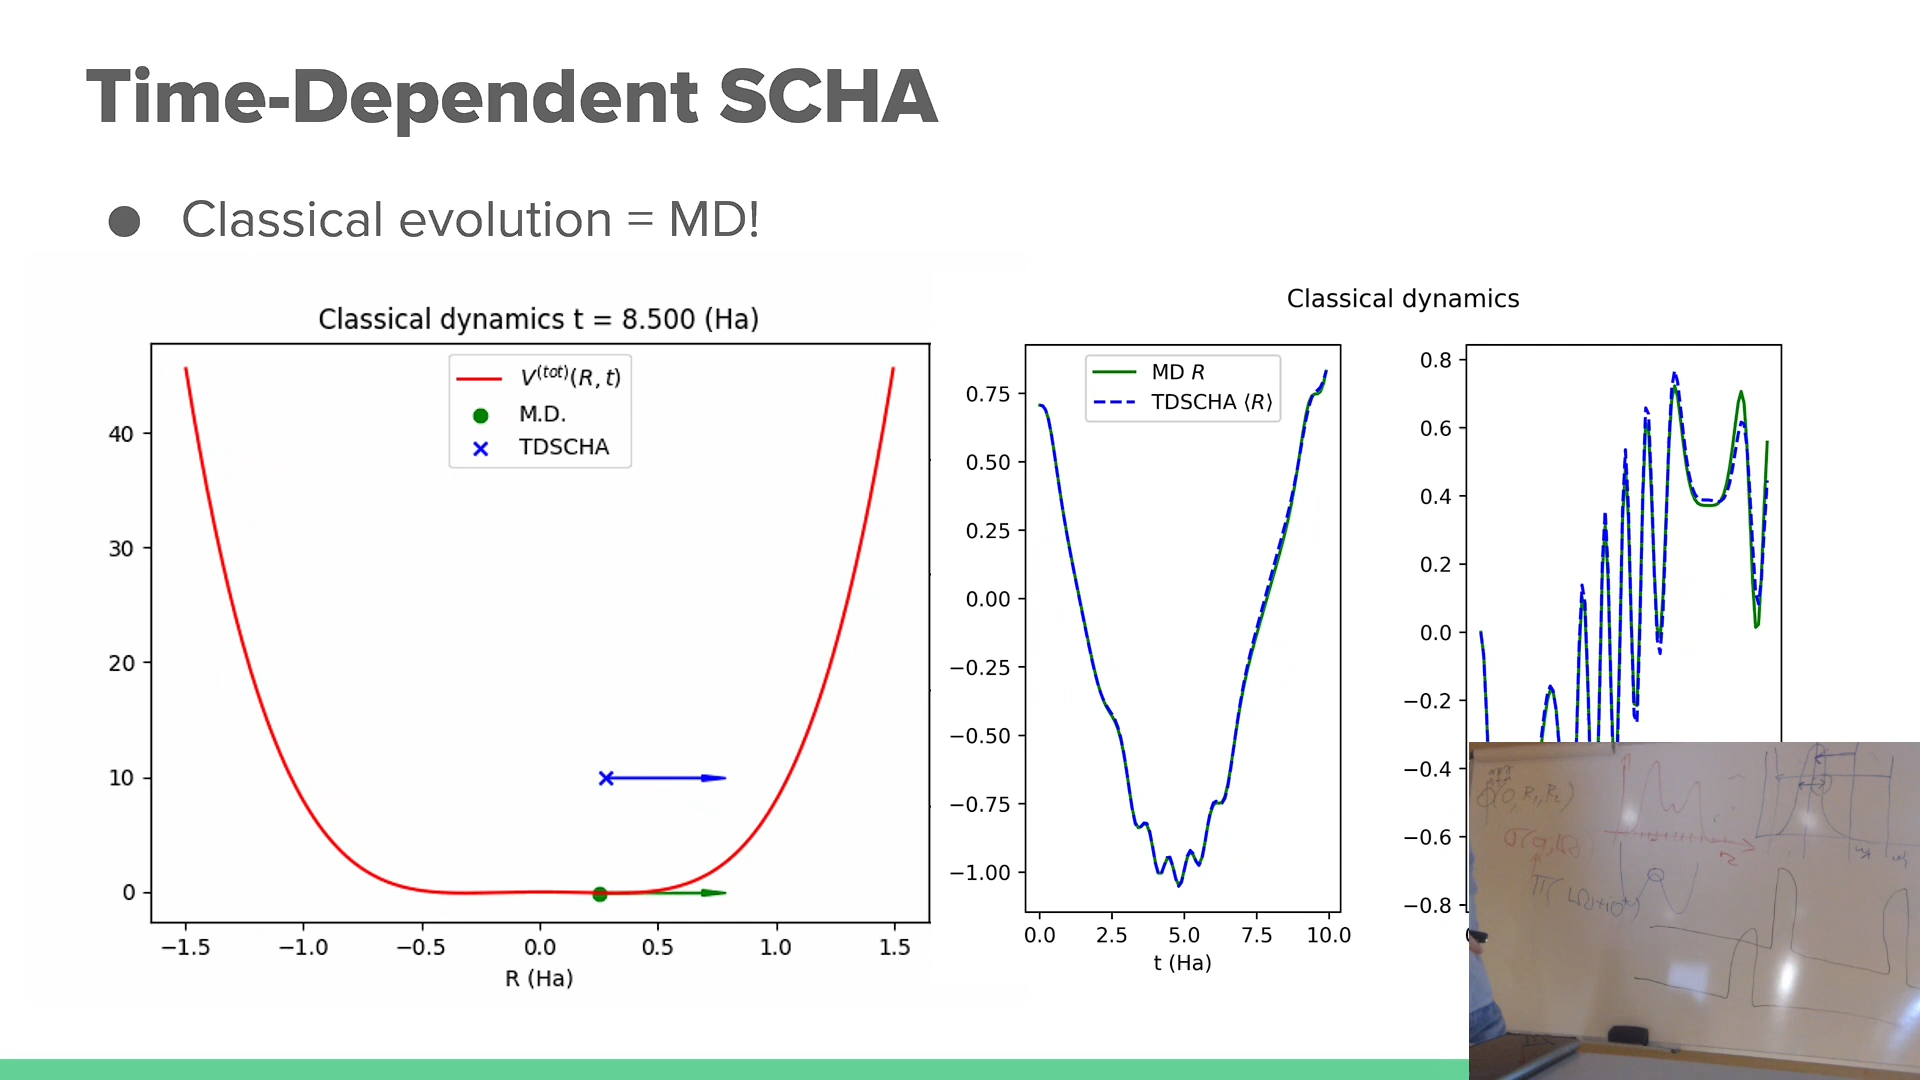 Time-Dependent SCHA
● Classical evolution = MD!
Classical dynamics t = 8.500 (Ha)
V^(tot)(R, t)
M.D.
TDSCHA
40
30
20
10
0
−1.5 −1.0 −0.5 0.0 0.5 1.0 1.5
R (Ha)
Classical dynamics
MD R
TDSCHA ⟨R⟩
0.75
0.50
0.25
0.00
−0.25
−0.50
−0.75
−1.00
0.0 2.5 5.0 7.5 10.0
t (Ha)
0.8
0.6
0.4
0.2
0.0
−0.2
−0.4
−0.6
−0.8